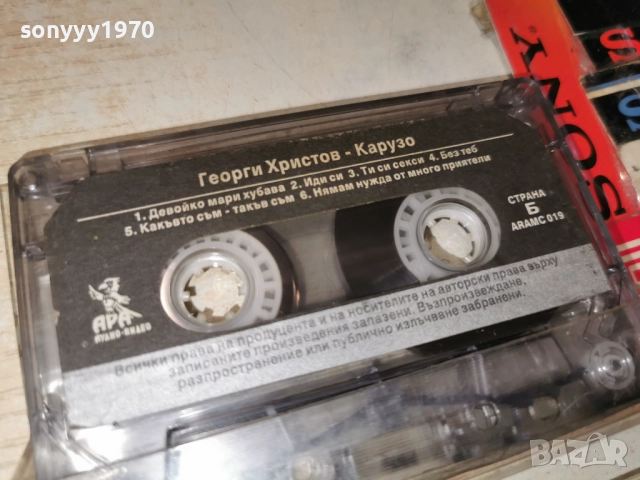 sonyyy1970
SONY
Георги Христов - Карузо
1. Девойко мари хубава 2. Иди си 3. Ти си секси 4. Без теб
5. Какъвто съм - такъв съм 6. Нямам нужда от много приятели
СТРАНА
Б
ARAMC 019
АРА
АУДИО-ВИДЕО
Всички права на продуцента и на носителите на авторски права върху
записаните произведения запазени. Възпроизвеждане,
разпространение или публично излъчване забранени.
BAZAR